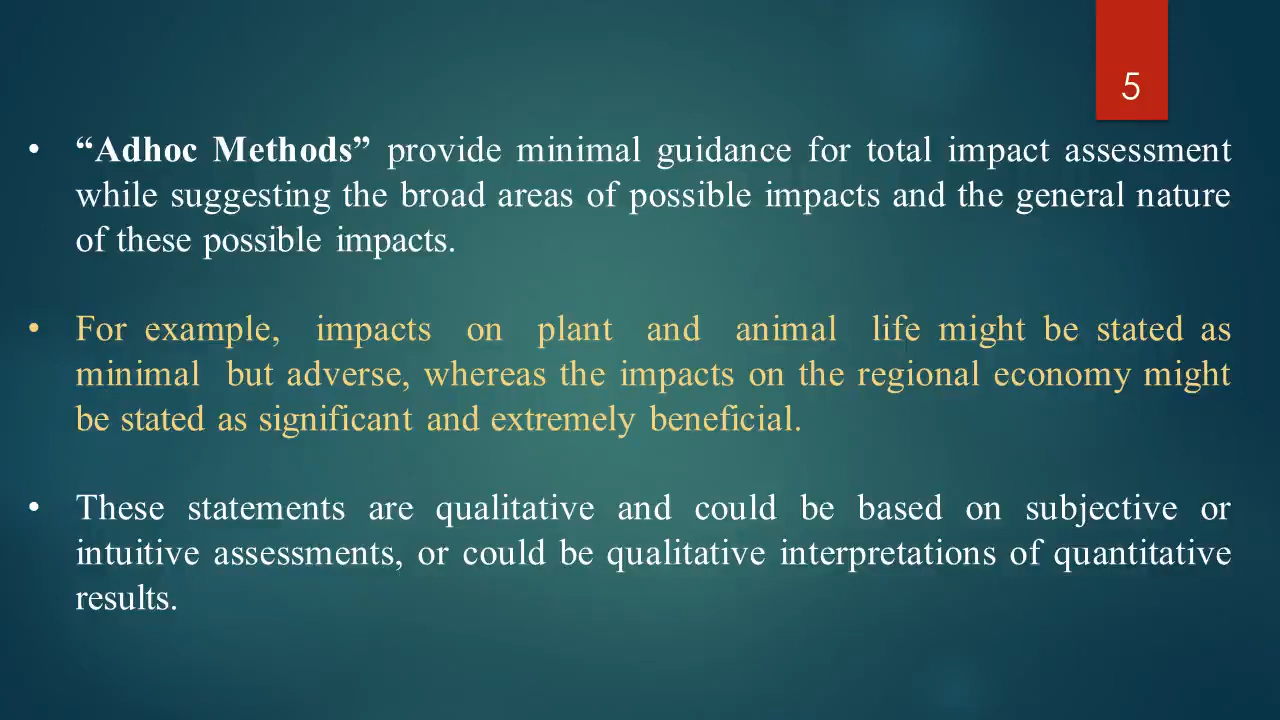 5
• “Adhoc Methods” provide minimal guidance for total impact assessment
while suggesting the broad areas of possible impacts and the general nature
of these possible impacts.
• For example, impacts on plant and animal life might be stated as
minimal but adverse, whereas the impacts on the regional economy might
be stated as significant and extremely beneficial.
• These statements are qualitative and could be based on subjective or
intuitive assessments, or could be qualitative interpretations of quantitative
results.